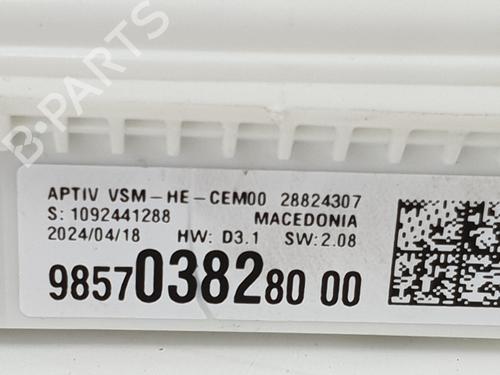 B-PARTS
APTIV VSM-HE-CEM00 28824307
S: 1092441288 MACEDONIA
2024/04/18 HW: D3.1 SW: 2.08
9857038280 00